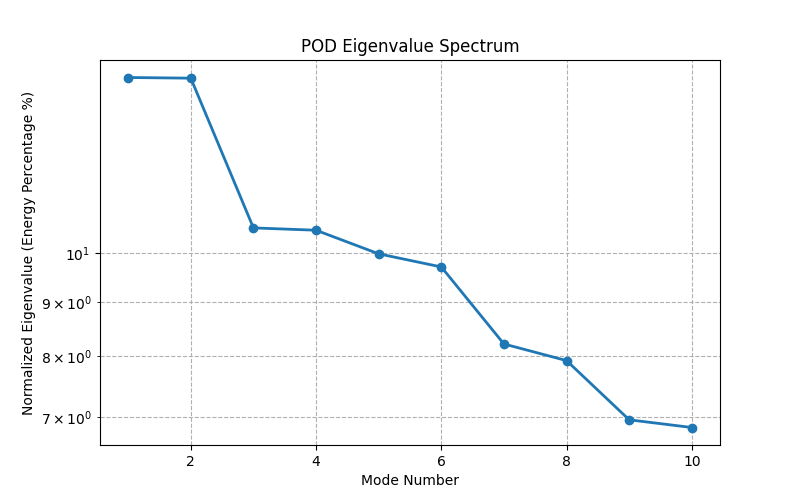 POD Eigenvalue Spectrum
Normalized Eigenvalue (Energy Percentage %)
10¹
9 × 10⁰
8 × 10⁰
7 × 10⁰
2 4 6 8 10
Mode Number